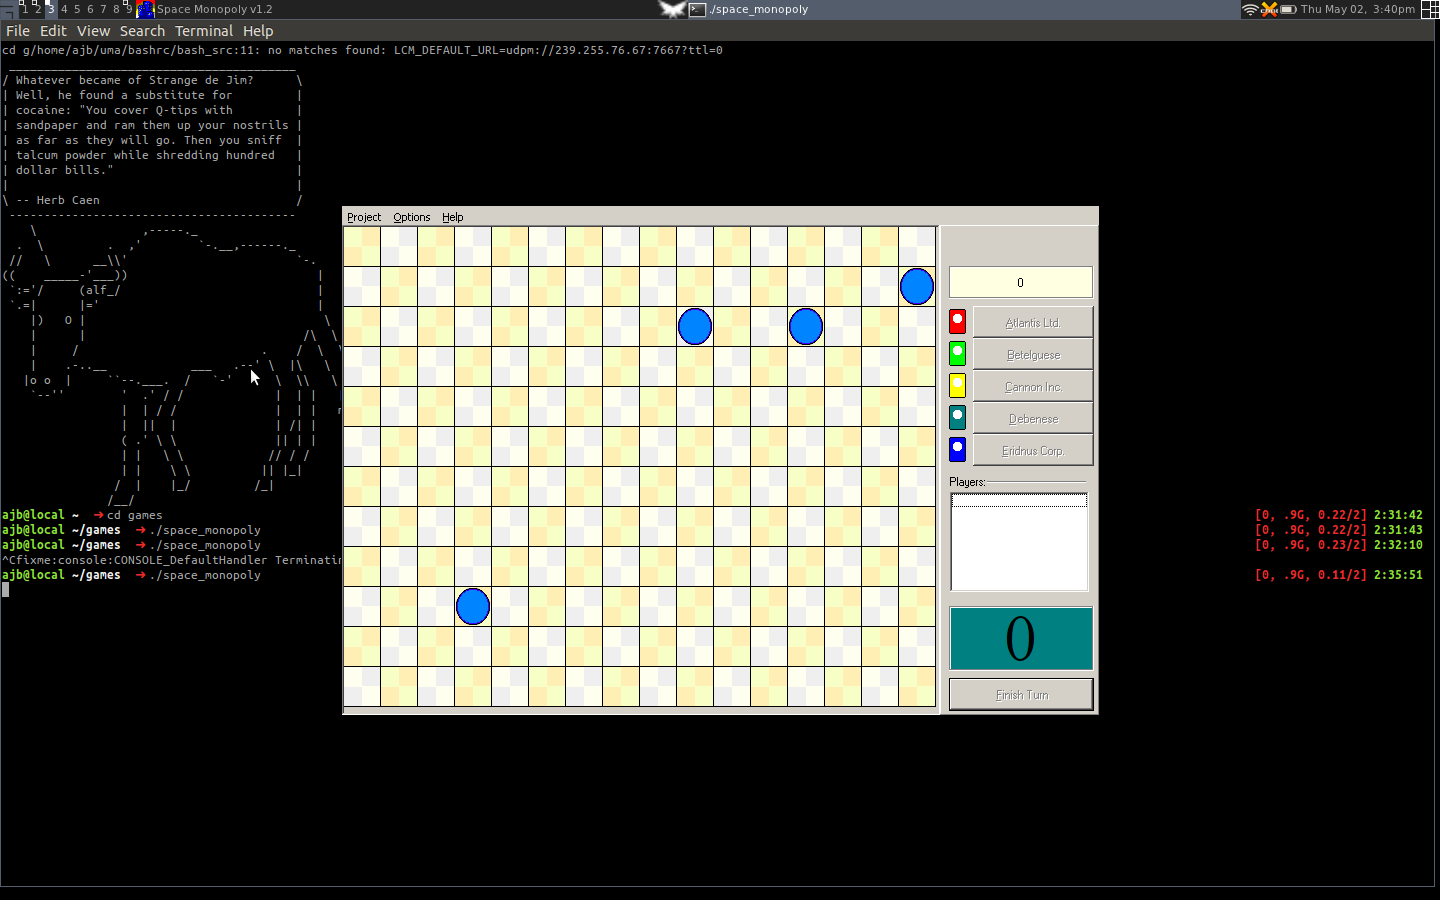 1 2 3 4 5 6 7 8 9 Space Monopoly v1.2 ./space_monopoly Thu May 02, 3:40pm
File Edit View Search Terminal Help
cd g/home/ajb/uma/bashrc/bash_src:11: no matches found: LCM_DEFAULT_URL=udpm://239.255.76.67:7667?ttl=0
/ Whatever became of Strange de Jim? \
| Well, he found a substitute for |
| cocaine: "You cover Q-tips with |
| sandpaper and ram them up your nostrils |
| as far as they will go. Then you sniff |
| talcum powder while shredding hundred |
| dollar bills." |
| |
\ -- Herb Caen /
(alf_/
ajb@local ~ ➜ cd games [0, .9G, 0.22/2] 2:31:42
ajb@local ~/games ➜ ./space_monopoly [0, .9G, 0.22/2] 2:31:43
ajb@local ~/games ➜ ./space_monopoly [0, .9G, 0.23/2] 2:32:10
^Cfixme:console:CONSOLE_DefaultHandler Terminatin
ajb@local ~/games ➜ ./space_monopoly [0, .9G, 0.11/2] 2:35:51
Project Options Help
0
Atlantis Ltd.
Betelguese
Cannon Inc.
Debenese
Eridnus Corp.
Players:
0
Finish Turn